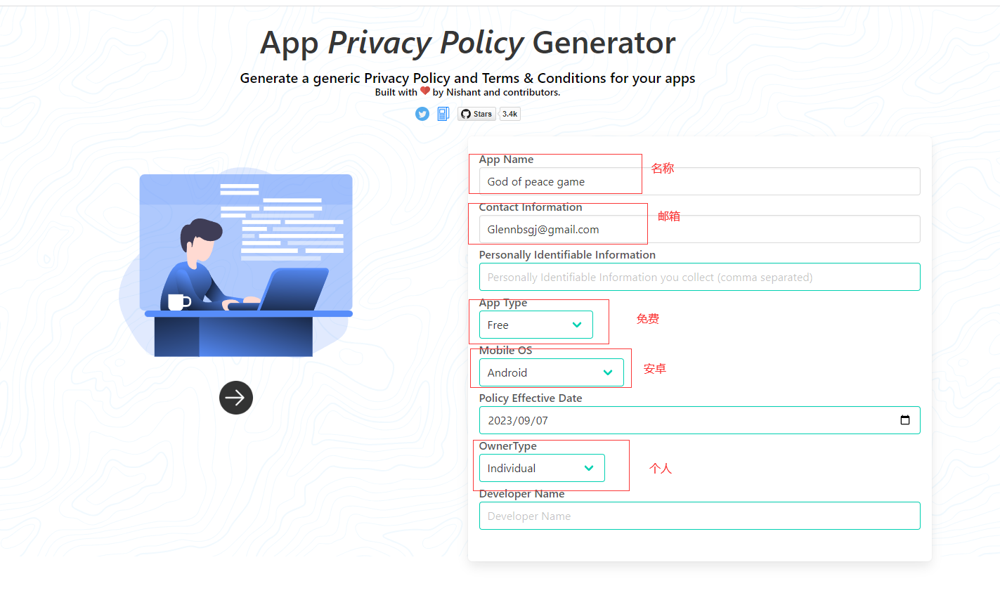 App Privacy Policy Generator
Generate a generic Privacy Policy and Terms & Conditions for your apps
Built with ❤ by Nishant and contributors.
Stars 3.4k
App Name
名称
God of peace game
Contact Information
邮箱
Glennbsgj@gmail.com
Personally Identifiable Information
Personally Identifiable Information you collect (comma separated)
App Type
免费
Free
Mobile OS
安卓
Android
Policy Effective Date
2023/09/07
OwnerType
Individual
个人
Developer Name
Developer Name